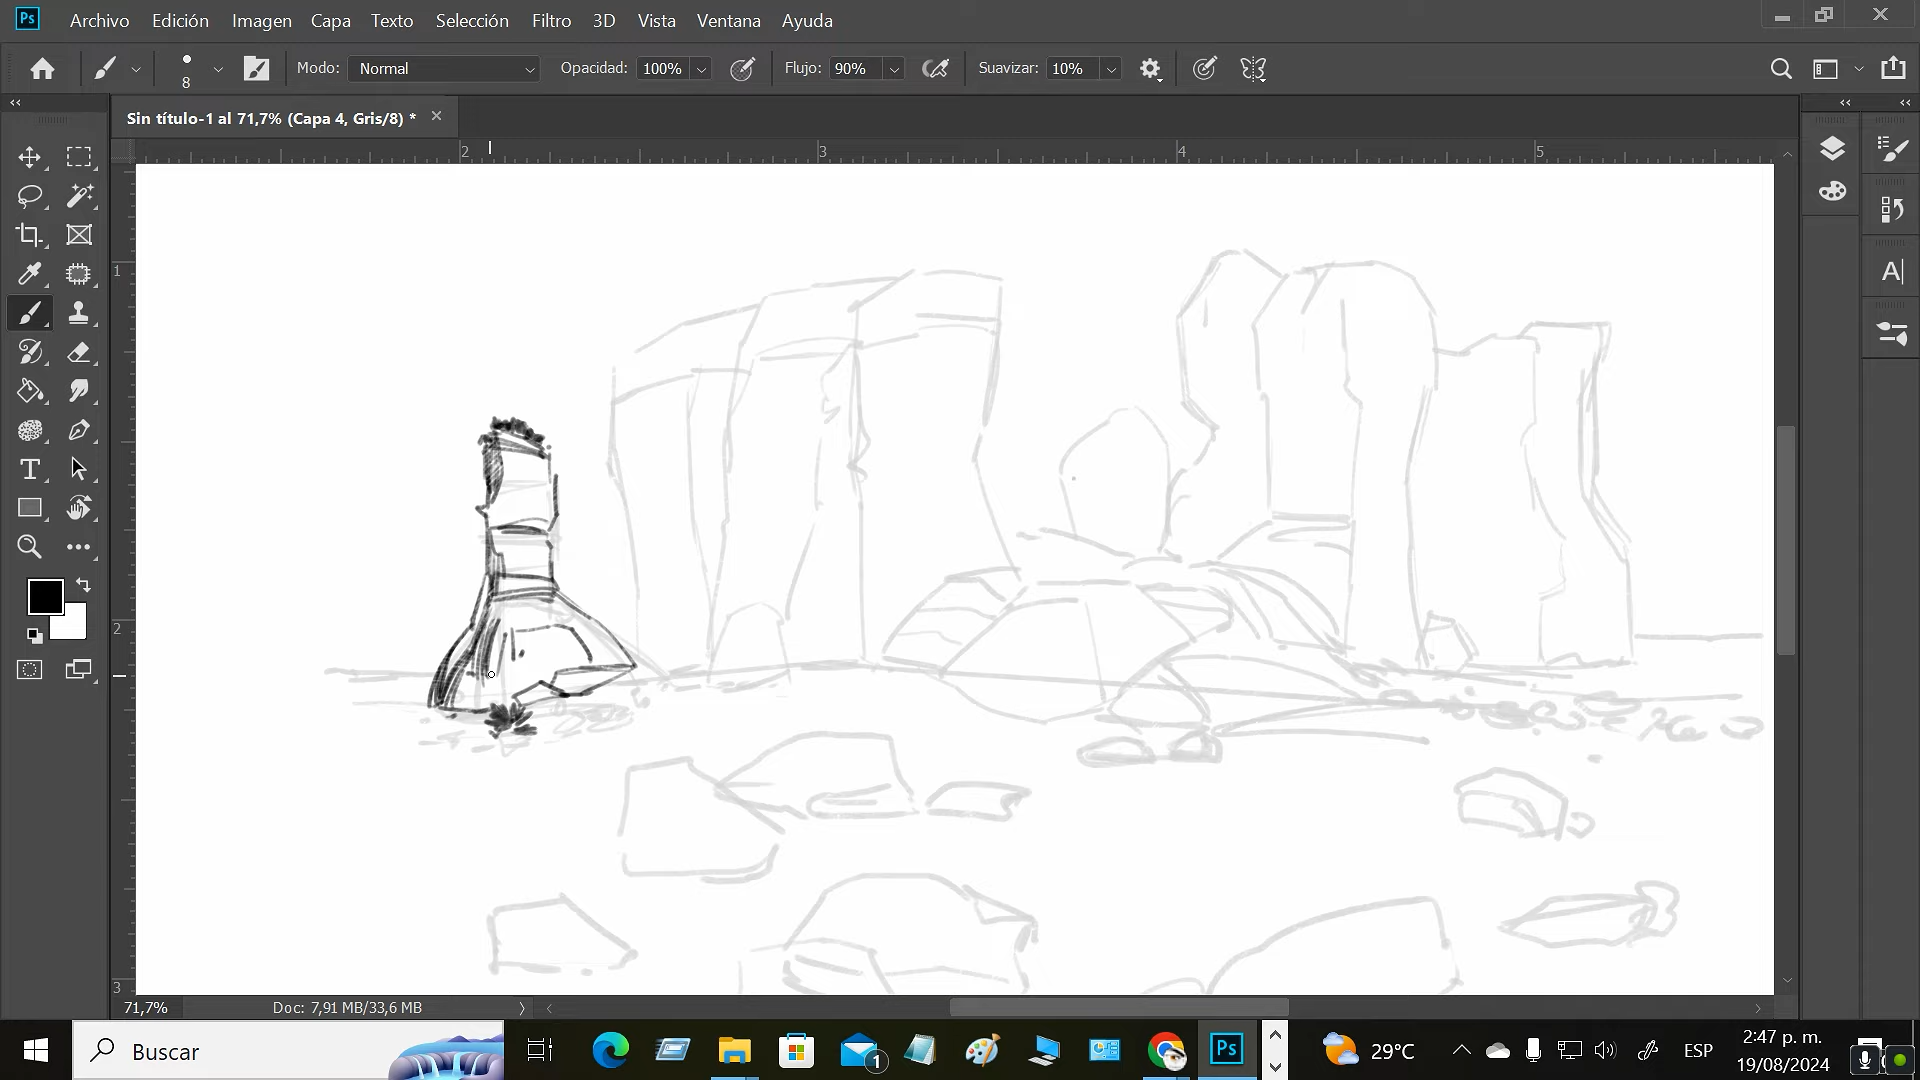 Ps Archivo Edición Imagen Capa Texto Selección Filtro 3D Vista Ventana Ayuda
8 Modo: Normal Opacidad: 100% Flujo: 90% Suavizar: 10%
Sin título-1 al 71,7% (Capa 4, Gris/8) *
2 3 4 5
1
2
3
71,7% Doc: 7,91 MB/33,6 MB
Buscar 1 Ps 29°C ESP 2:47 p. m.
19/08/2024